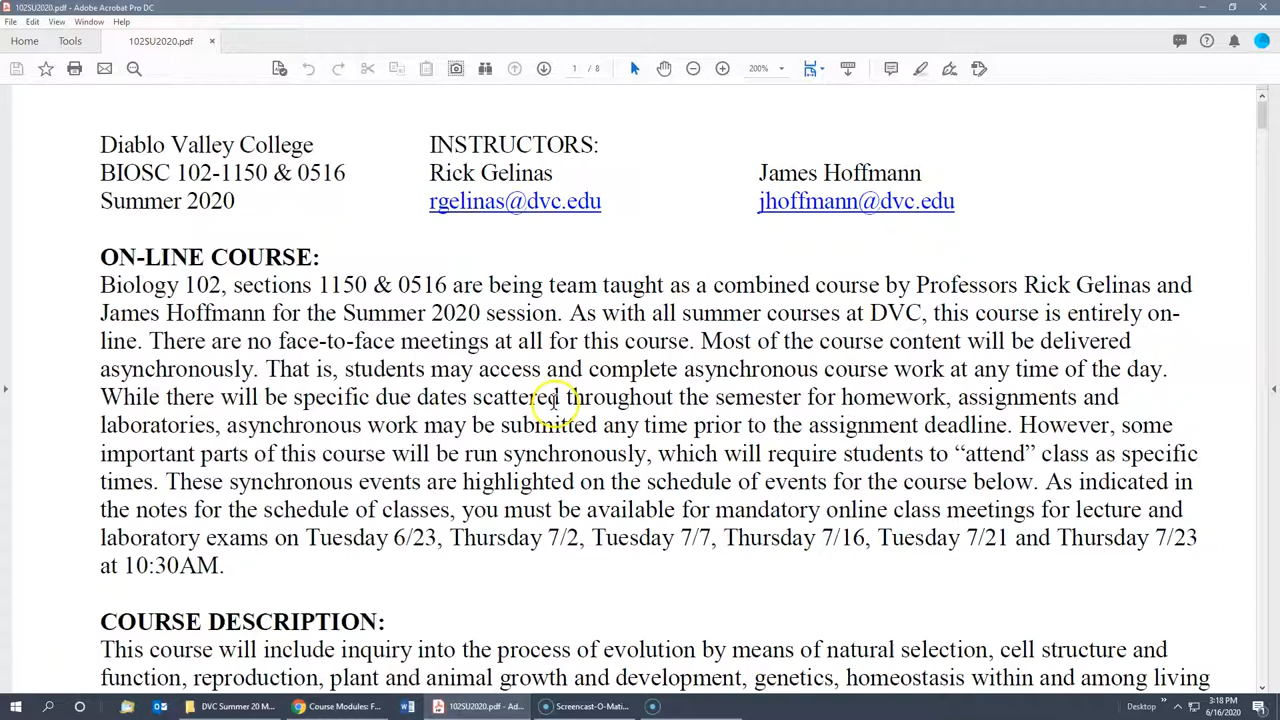 102SU2020.pdf - Adobe Acrobat Pro DC
File Edit View Window Help
Home Tools 102SU2020.pdf ×
1 / 8 200%
Diablo Valley College INSTRUCTORS:
BIOSC 102-1150 & 0516 Rick Gelinas James Hoffmann
Summer 2020 rgelinas@dvc.edu jhoffmann@dvc.edu
ON-LINE COURSE:
Biology 102, sections 1150 & 0516 are being team taught as a combined course by Professors Rick Gelinas and
James Hoffmann for the Summer 2020 session. As with all summer courses at DVC, this course is entirely on-
line. There are no face-to-face meetings at all for this course. Most of the course content will be delivered
asynchronously. That is, students may access and complete asynchronous course work at any time of the day.
While there will be specific due dates scattered throughout the semester for homework, assignments and
laboratories, asynchronous work may be submitted any time prior to the assignment deadline. However, some
important parts of this course will be run synchronously, which will require students to “attend” class as specific
times. These synchronous events are highlighted on the schedule of events for the course below. As indicated in
the notes for the schedule of classes, you must be available for mandatory online class meetings for lecture and
laboratory exams on Tuesday 6/23, Thursday 7/2, Tuesday 7/7, Thursday 7/16, Tuesday 7/21 and Thursday 7/23
at 10:30AM.
COURSE DESCRIPTION:
This course will include inquiry into the process of evolution by means of natural selection, cell structure and
function, reproduction, plant and animal growth and development, genetics, homeostasis within and among living
DVC Summer 20 M... Course Modules: F... 102SU2020.pdf - Ad... Screencast-O-Mati... Desktop 3:18 PM
6/16/2020